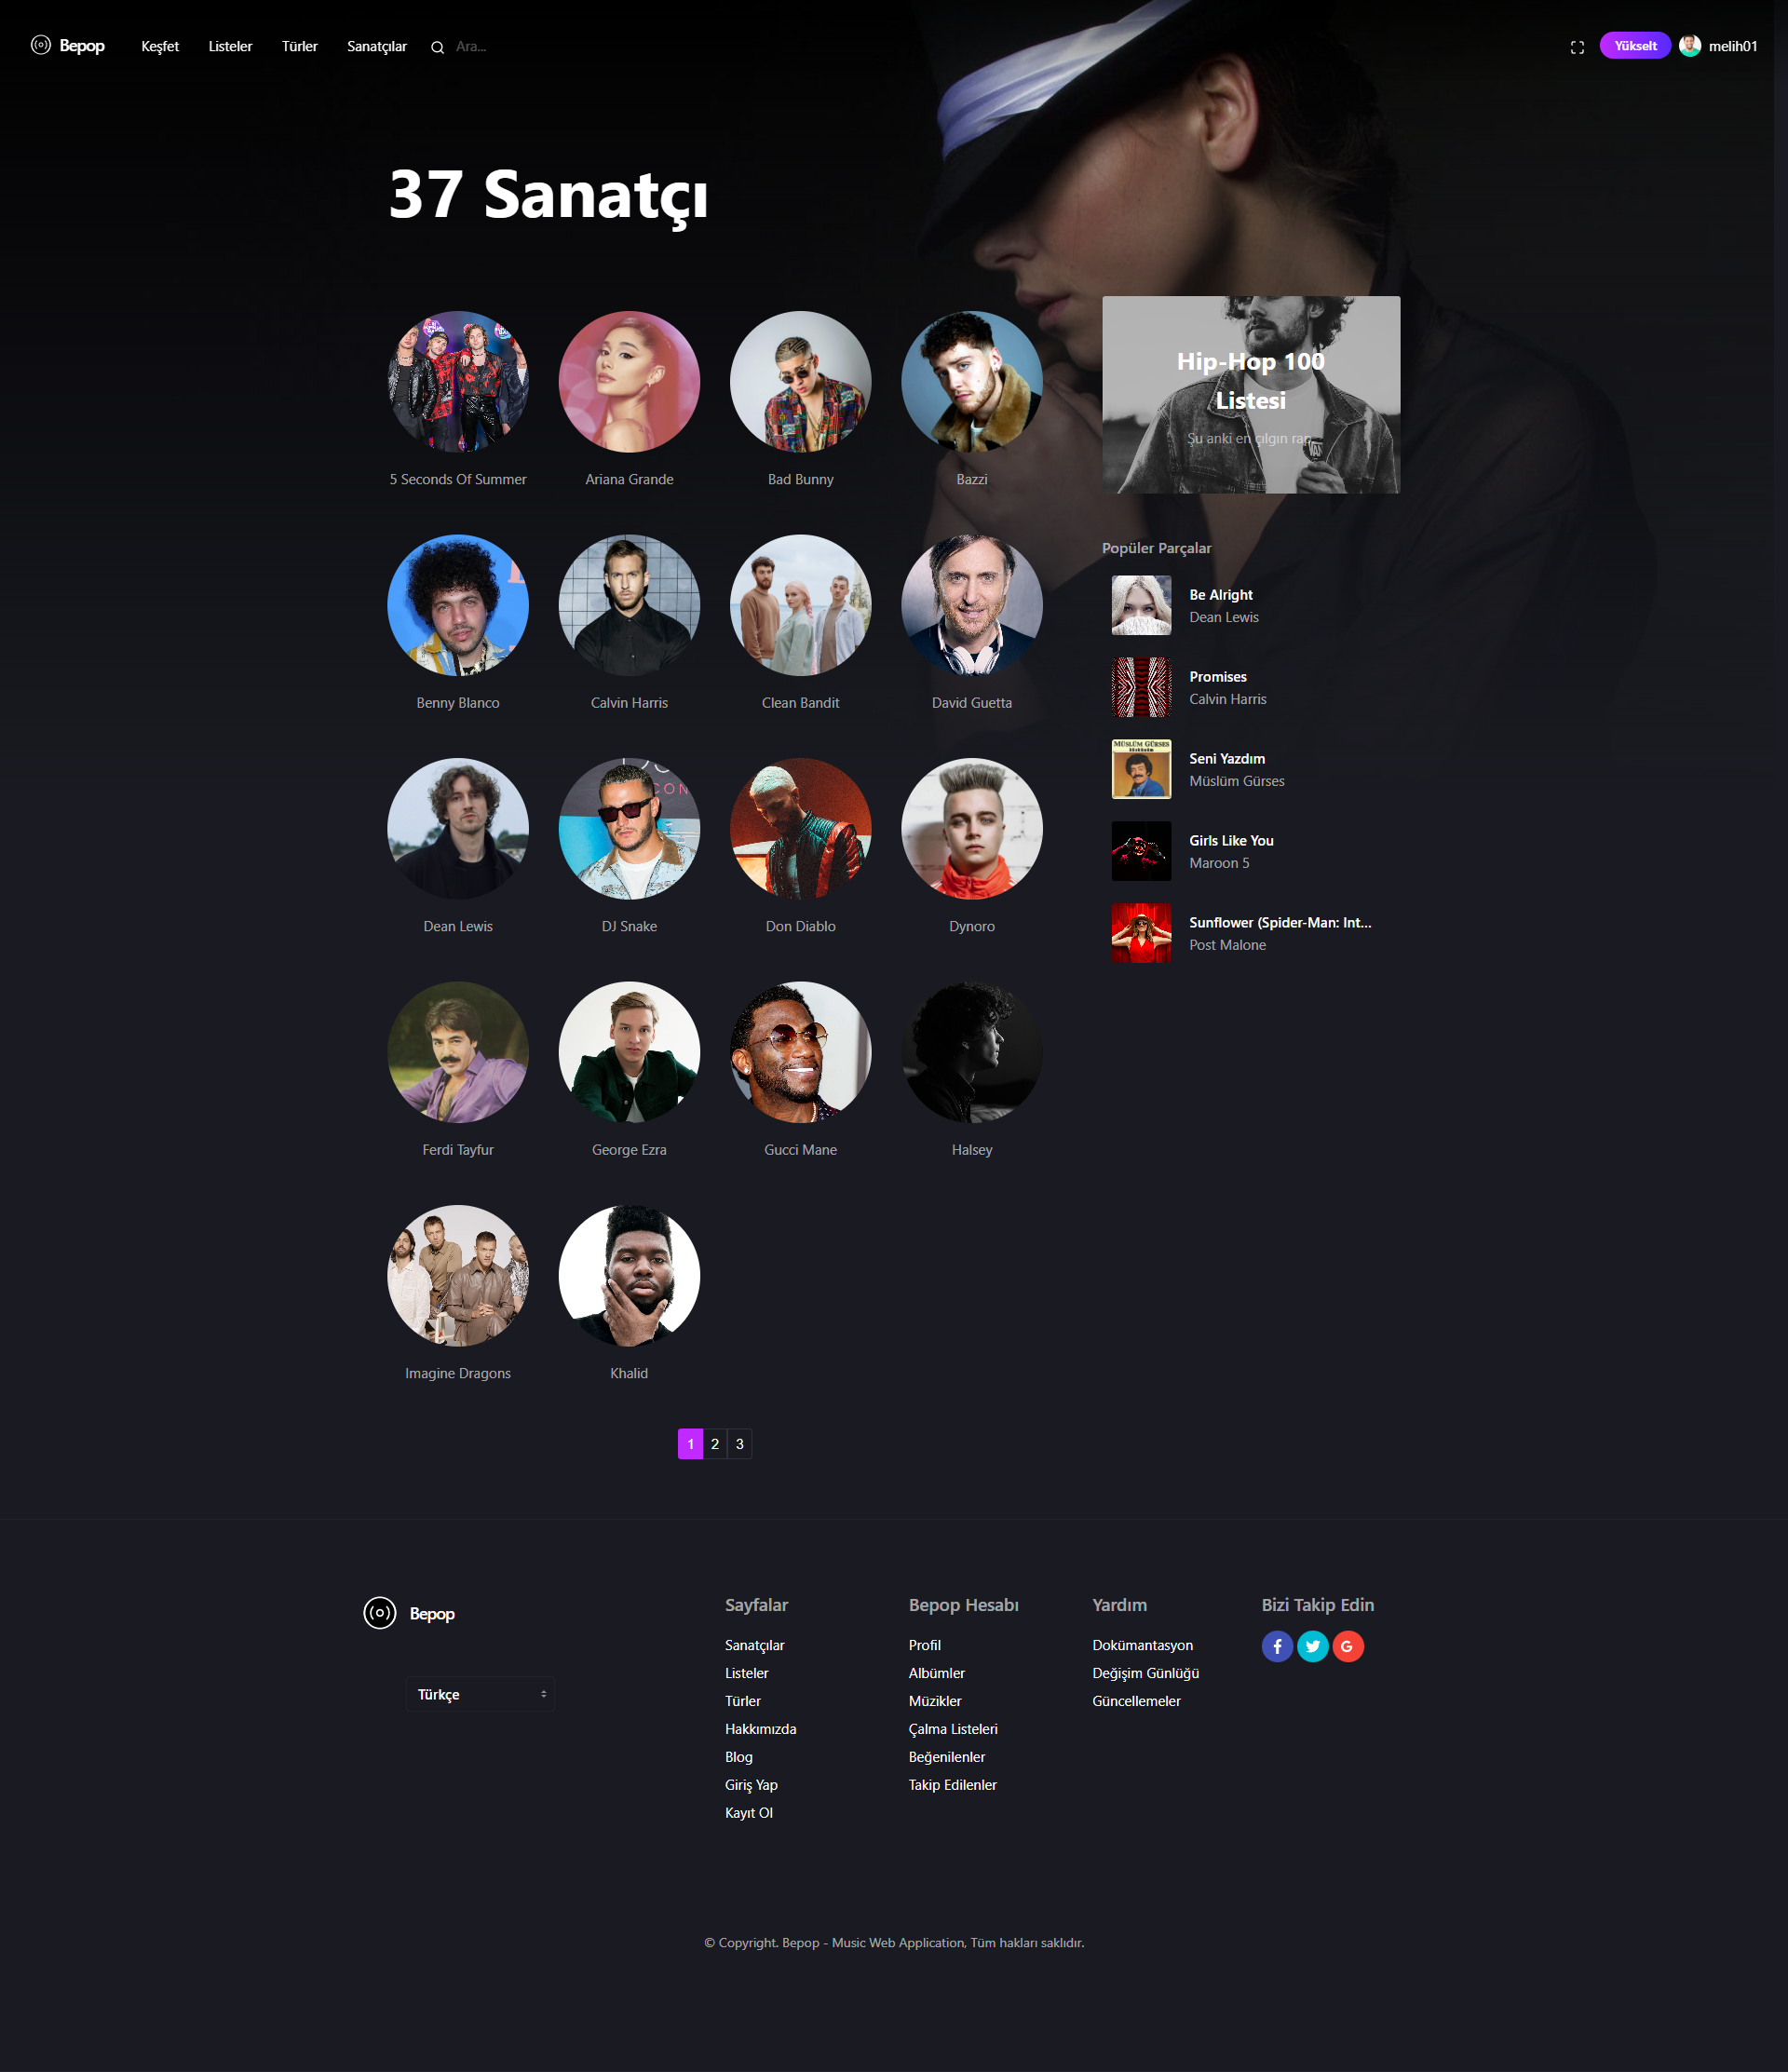 Bepop
Keşfet
Listeler
Türler
Sanatçılar
Ara...
Yükselt
melih01
37 Sanatçı
5 Seconds Of Summer
Ariana Grande
Bad Bunny
Bazzi
Benny Blanco
Calvin Harris
Clean Bandit
David Guetta
Dean Lewis
DJ Snake
Don Diablo
Dynoro
Ferdi Tayfur
George Ezra
Gucci Mane
Halsey
Imagine Dragons
Khalid
1 2 3
Hip-Hop 100
Listesi
Şu anki en çılgın rap.
Popüler Parçalar
Be Alright
Dean Lewis
Promises
Calvin Harris
MÜSLÜM GÜRSES
Seni Yazdım
Müslüm Gürses
Girls Like You
Maroon 5
Sunflower (Spider-Man: Int...
Post Malone
Bepop
Türkçe
Sayfalar
Sanatçılar
Listeler
Türler
Hakkımızda
Blog
Giriş Yap
Kayıt Ol
Bepop Hesabı
Profil
Albümler
Müzikler
Çalma Listeleri
Beğenilenler
Takip Edilenler
Yardım
Dokümantasyon
Değişim Günlüğü
Güncellemeler
Bizi Takip Edin
© Copyright. Bepop - Music Web Application, Tüm hakları saklıdır.